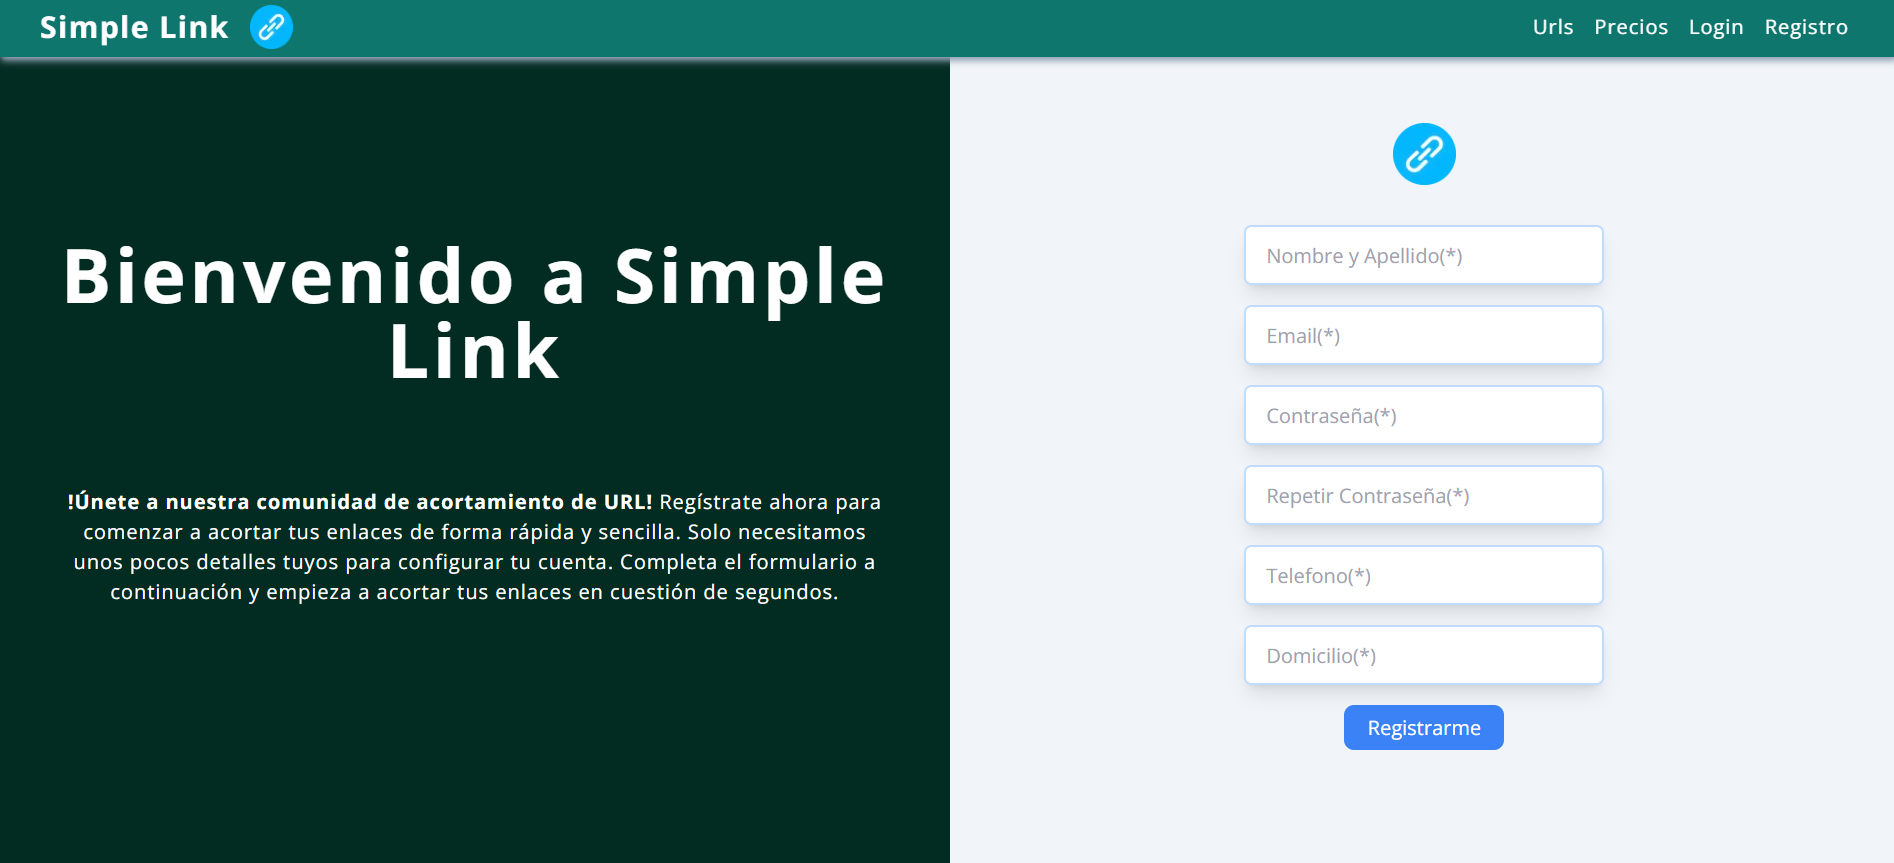 Simple Link
Urls Precios Login Registro
Bienvenido a Simple
Link
!Únete a nuestra comunidad de acortamiento de URL! Regístrate ahora para
comenzar a acortar tus enlaces de forma rápida y sencilla. Solo necesitamos
unos pocos detalles tuyos para configurar tu cuenta. Completa el formulario a
continuación y empieza a acortar tus enlaces en cuestión de segundos.
Nombre y Apellido(*)
Email(*)
Contraseña(*)
Repetir Contraseña(*)
Telefono(*)
Domicilio(*)
Registrarme